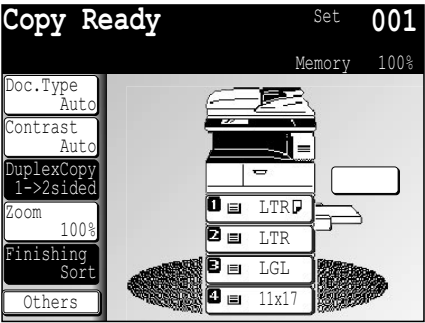 Copy Ready Set 001
Memory 100%
Doc.Type
Auto
Contrast
Auto
DuplexCopy
1->2sided
Zoom
100%
Finishing
Sort
Others
1 LTR
2 LTR
3 LGL
4 11x17